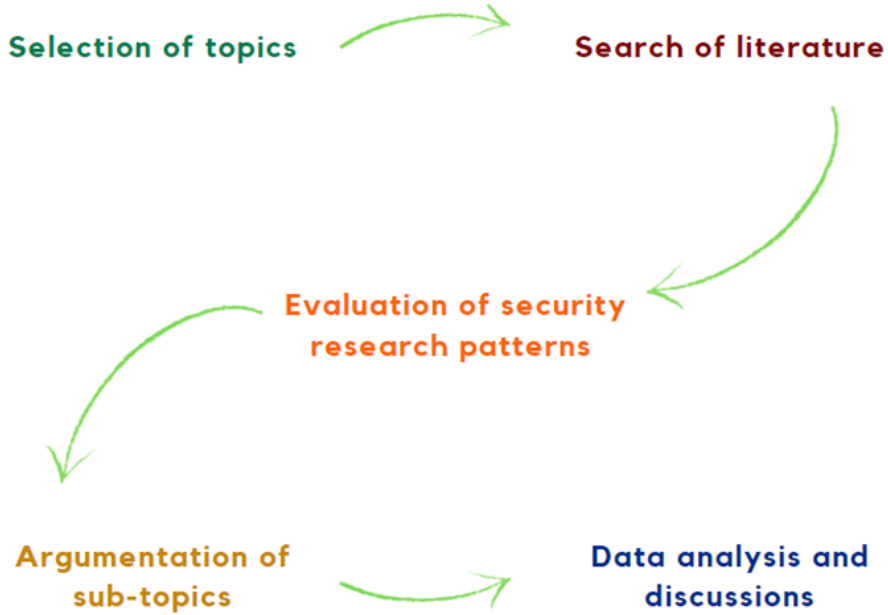 Selection of topics
Search of literature
Evaluation of security
research patterns
Argumentation of
sub-topics
Data analysis and
discussions